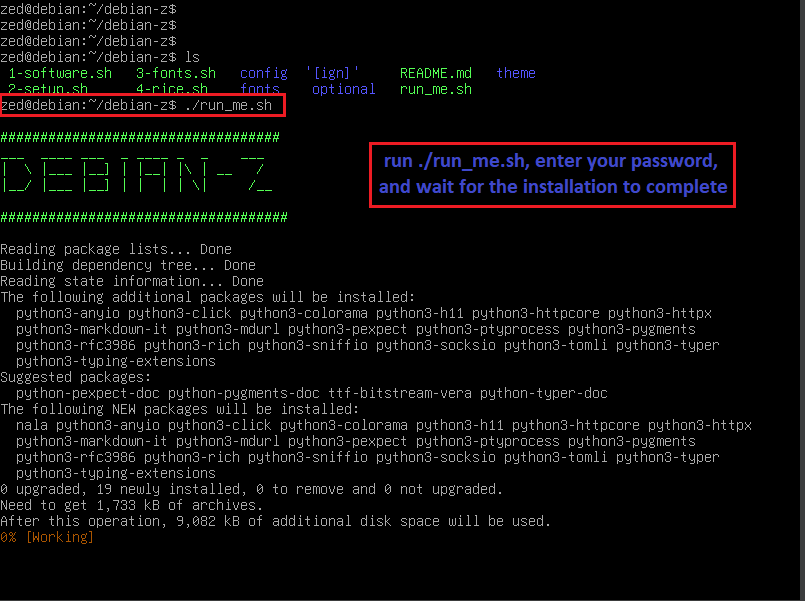 zed@debian:~/debian-z$
zed@debian:~/debian-z$
zed@debian:~/debian-z$
zed@debian:~/debian-z$ ls
1-software.sh 3-fonts.sh config '[ign]' README.md theme
2-setup.sh 4-rice.sh fonts optional run_me.sh
zed@debian:~/debian-z$ ./run_me.sh
###################################
DEBIAN-Z
####################################
run ./run_me.sh, enter your password,
and wait for the installation to complete
Reading package lists... Done
Building dependency tree... Done
Reading state information... Done
The following additional packages will be installed:
python3-anyio python3-click python3-colorama python3-h11 python3-httpcore python3-httpx
python3-markdown-it python3-mdurl python3-pexpect python3-ptyprocess python3-pygments
python3-rfc3986 python3-rich python3-sniffio python3-socksio python3-tomli python3-typer
python3-typing-extensions
Suggested packages:
python-pexpect-doc python-pygments-doc ttf-bitstream-vera python-typer-doc
The following NEW packages will be installed:
nala python3-anyio python3-click python3-colorama python3-h11 python3-httpcore python3-httpx
python3-markdown-it python3-mdurl python3-pexpect python3-ptyprocess python3-pygments
python3-rfc3986 python3-rich python3-sniffio python3-socksio python3-tomli python3-typer
python3-typing-extensions
0 upgraded, 19 newly installed, 0 to remove and 0 not upgraded.
Need to get 1,733 kB of archives.
After this operation, 9,082 kB of additional disk space will be used.
0% [Working]